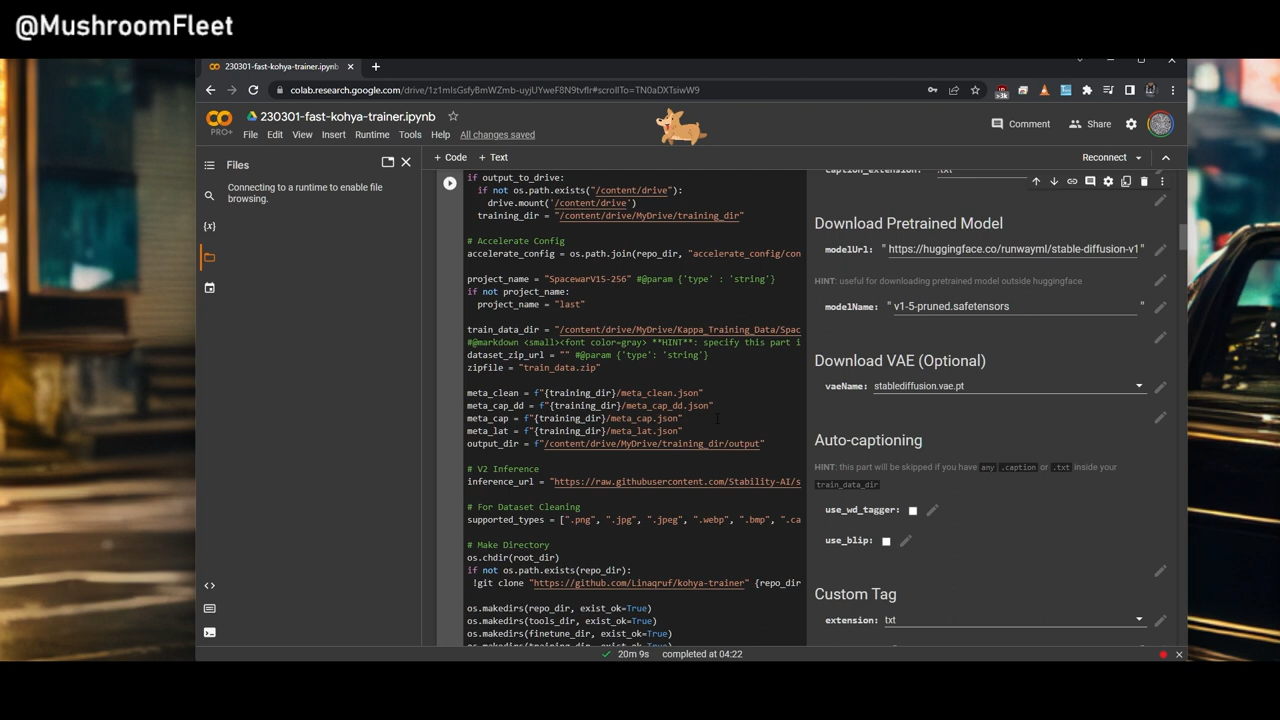 @MushroomFleet
230301-fast-kohya-trainer.ipynb
colab.research.google.com/drive/1z1mIsGsfyBmWZmb-uyjUYweF8N9tvflr#scrollTo=TN0aDXTsiwW9
230301-fast-kohya-trainer.ipynb
PRO+
File Edit View Insert Runtime Tools Help All changes saved
Comment Share
Files
+ Code + Text
Reconnect
Connecting to a runtime to enable file
browsing.
if output_to_drive:
if not os.path.exists("/content/drive"):
drive.mount('/content/drive')
training_dir = "/content/drive/MyDrive/training_dir"
# Accelerate Config
accelerate_config = os.path.join(repo_dir, "accelerate_config/con
project_name = "SpacewarV15-256" #@param {'type' : 'string'}
if not project_name:
project_name = "last"
train_data_dir = "/content/drive/MyDrive/Kappa_Training_Data/Spac
#@markdown <small><font color=gray> **HINT**: specify this part i
dataset_zip_url = "" #@param {'type': 'string'}
zipfile = "train_data.zip"
meta_clean = f"{training_dir}/meta_clean.json"
meta_cap_dd = f"{training_dir}/meta_cap_dd.json"
meta_cap = f"{training_dir}/meta_cap.json"
meta_lat = f"{training_dir}/meta_lat.json"
output_dir = f"/content/drive/MyDrive/training_dir/output"
# V2 Inference
inference_url = "https://raw.githubusercontent.com/Stability-AI/s
# For Dataset Cleaning
supported_types = [".png", ".jpg", ".jpeg", ".webp", ".bmp", ".ca
# Make Directory
os.chdir(root_dir)
if not os.path.exists(repo_dir):
!git clone "https://github.com/Linaqruf/kohya-trainer" {repo_dir
os.makedirs(repo_dir, exist_ok=True)
os.makedirs(tools_dir, exist_ok=True)
os.makedirs(finetune_dir, exist_ok=True)
caption_extension: .txt
Download Pretrained Model
modelUrl: " https://huggingface.co/runwayml/stable-diffusion-v1 "
HINT: useful for downloading pretrained model outside huggingface
modelName: " v1-5-pruned.safetensors "
Download VAE (Optional)
vaeName: stablediffusion.vae.pt
Auto-captioning
HINT: this part will be skipped if you have any .caption or .txt inside your
train_data_dir
use_wd_tagger:
use_blip:
Custom Tag
extension: txt
20m 9s completed at 04:22